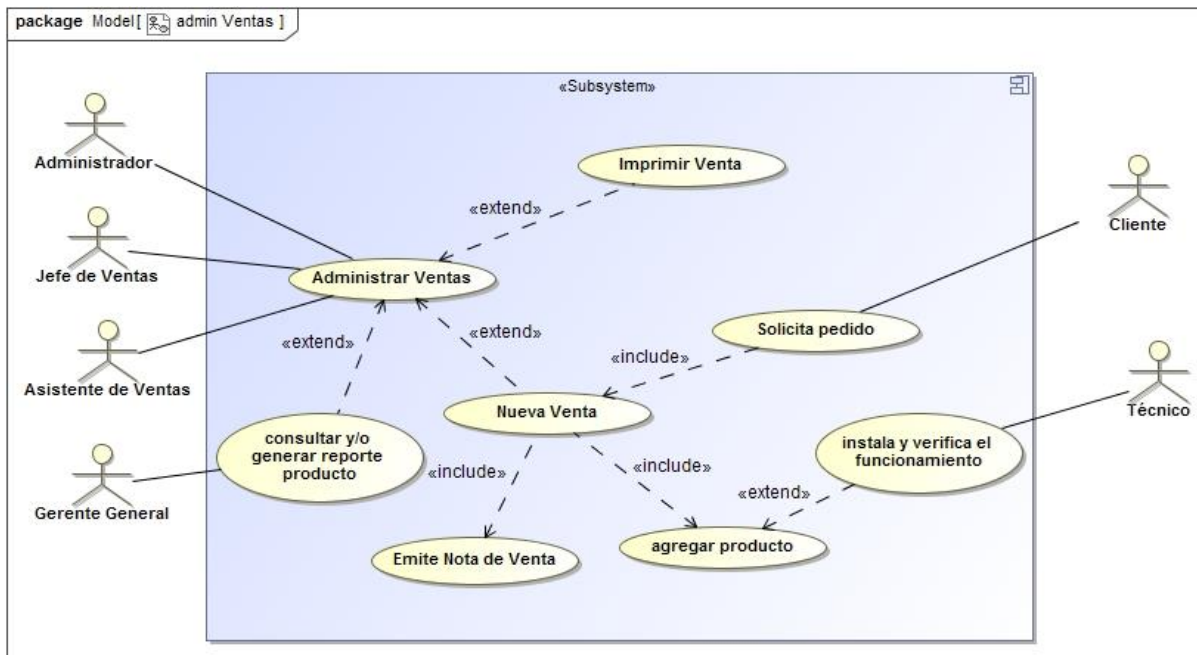 package Model[ admin Ventas ]
«Subsystem»
Administrador
Imprimir Venta
«extend»
Cliente
Jefe de Ventas
Administrar Ventas
«extend»
«extend»
Solicita pedido
«include»
Asistente de Ventas
Nueva Venta
Técnico
consultar y/o
generar reporte
producto
instala y verifica el
funcionamiento
«include»
«include»
«extend»
Gerente General
Emite Nota de Venta
agregar producto